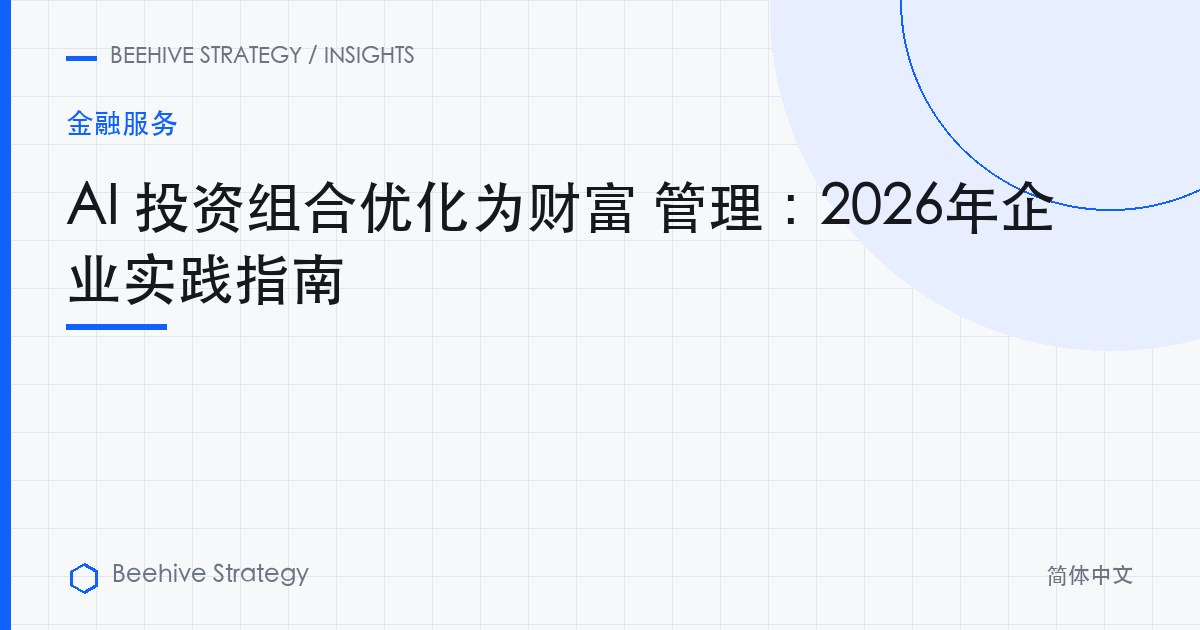 BEEHIVE STRATEGY / INSIGHTS
金融服务
AI 投资组合优化为财富 管理：2026年企
业实践指南
Beehive Strategy
简体中文